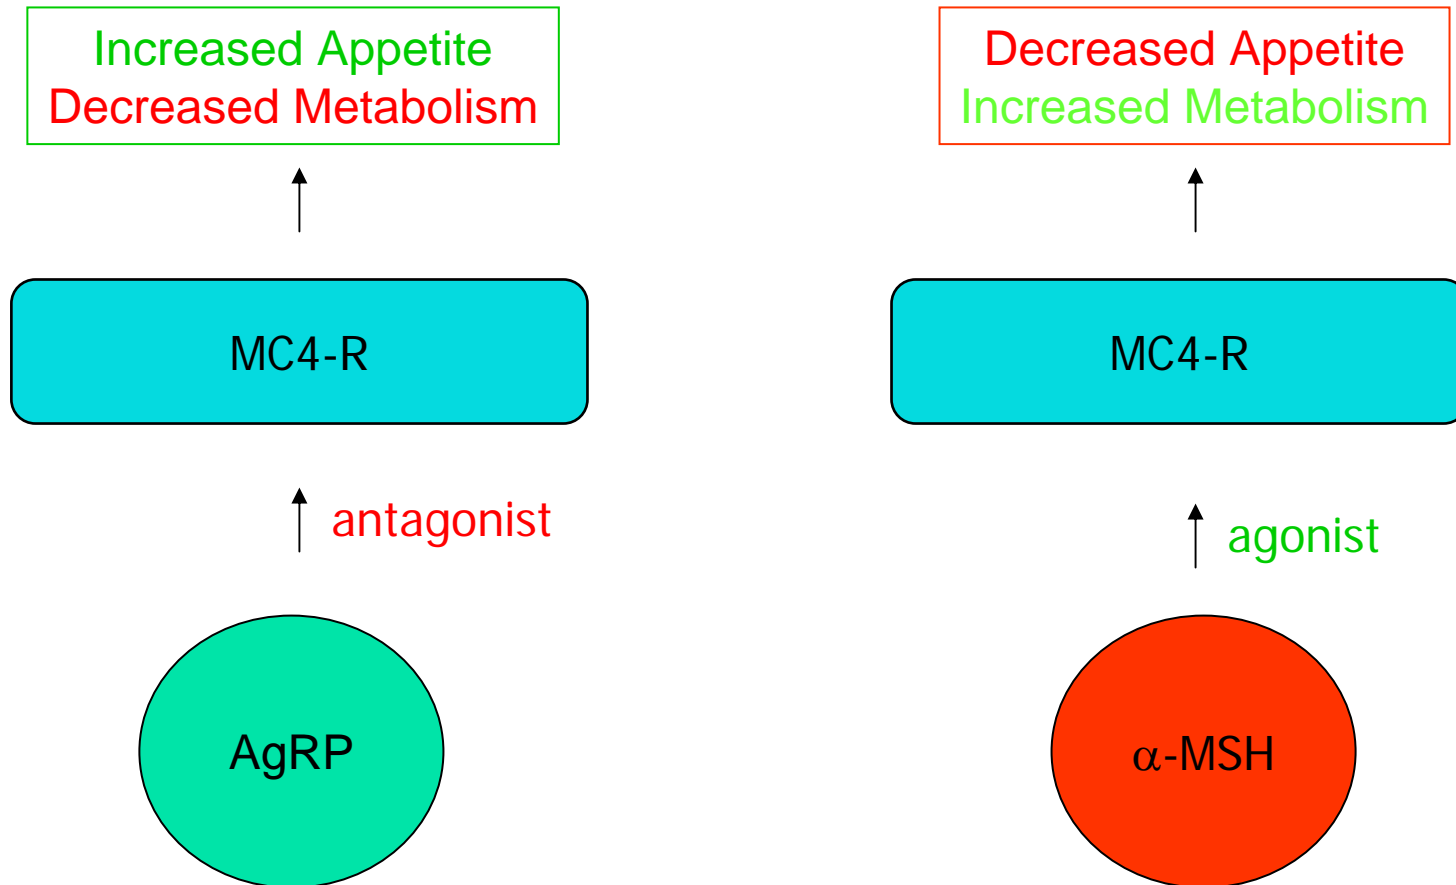 Increased Appetite
Decreased Metabolism
Decreased Appetite
Increased Metabolism
MC4-R
MC4-R
antagonist
agonist
AgRP
α-MSH